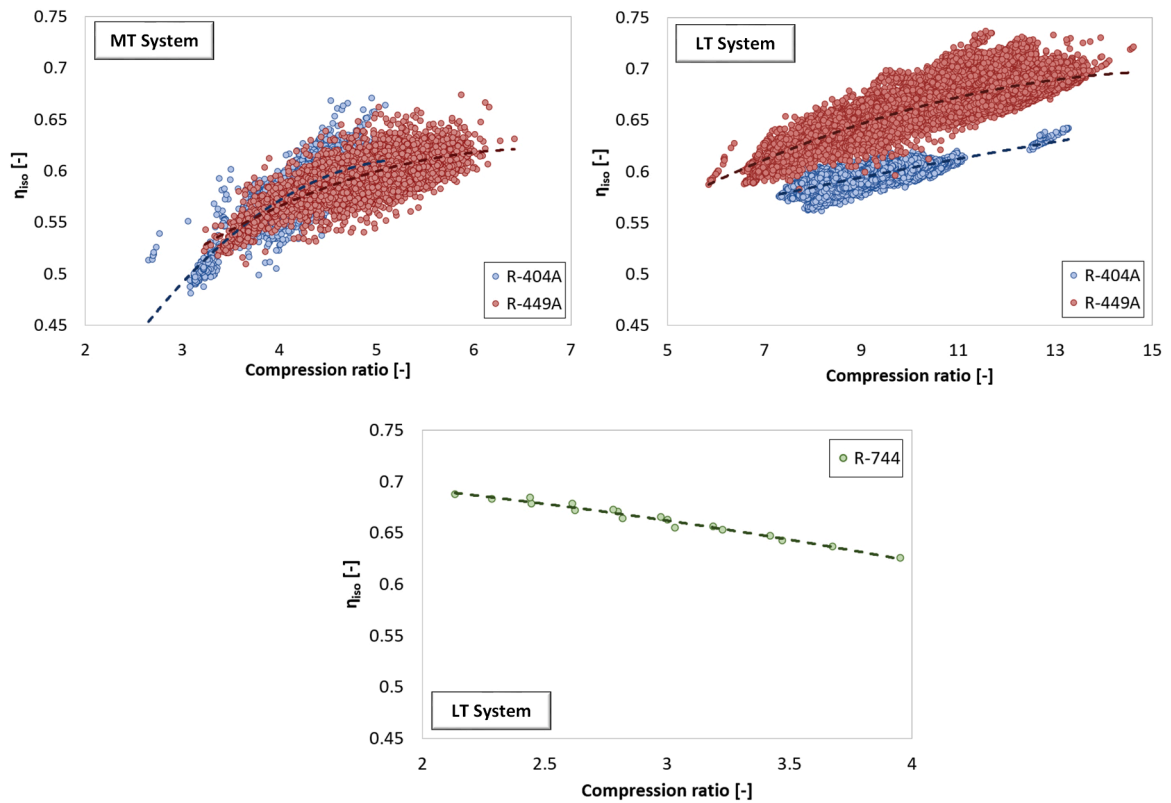 MT System
0.75
0.7
0.65
0.6
0.55
0.5
0.45
ηiso [-]
2
3
4
5
6
7
Compression ratio [-]
R-404A
R-449A
LT System
0.75
0.7
0.65
0.6
0.55
0.5
0.45
ηiso [-]
5
7
9
11
13
15
Compression ratio [-]
R-404A
R-449A
R-744
0.75
0.7
0.65
0.6
0.55
0.5
0.45
ηiso [-]
LT System
2
2.5
3
3.5
4
Compression ratio [-]